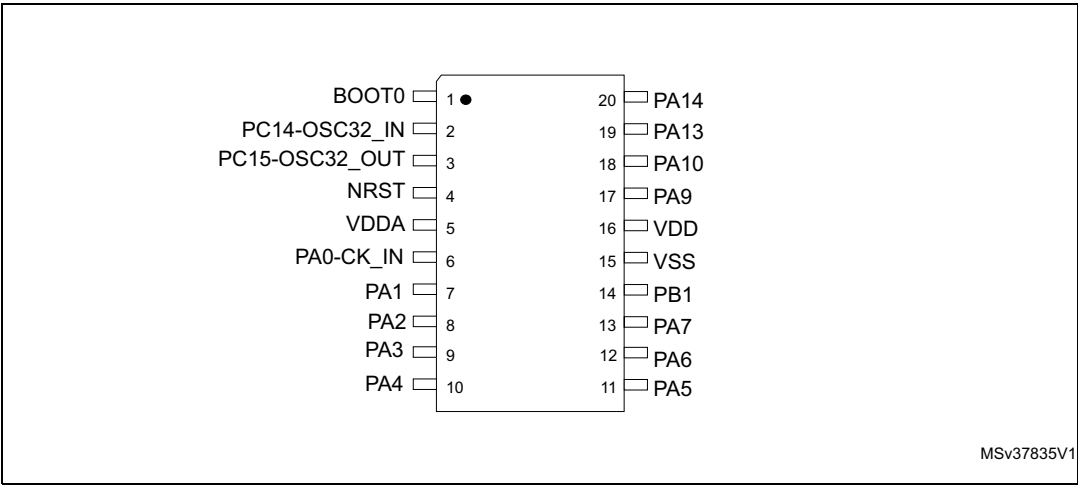 BOOT0 1 20 PA14
PC14-OSC32_IN 2 19 PA13
PC15-OSC32_OUT 3 18 PA10
NRST 4 17 PA9
VDDA 5 16 VDD
PA0-CK_IN 6 15 VSS
PA1 7 14 PB1
PA2 8 13 PA7
PA3 9 12 PA6
PA4 10 11 PA5
MSv37835V1